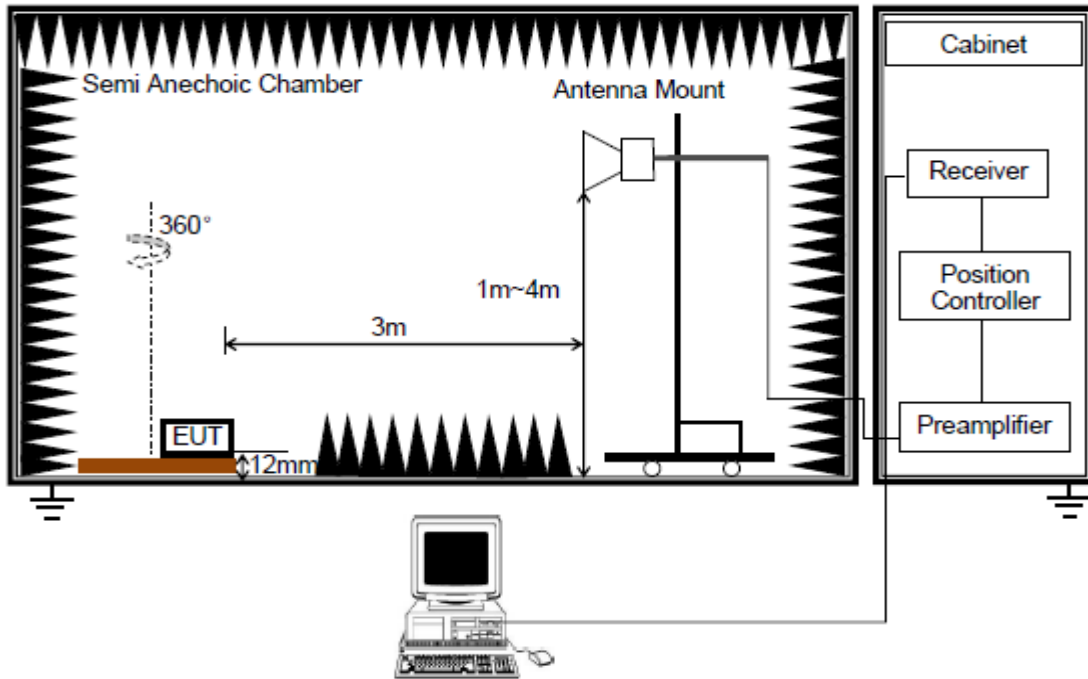 Semi Anechoic Chamber
Antenna Mount
360°
1m~4m
3m
EUT
12mm
Cabinet
Receiver
Position
Controller
Preamplifier